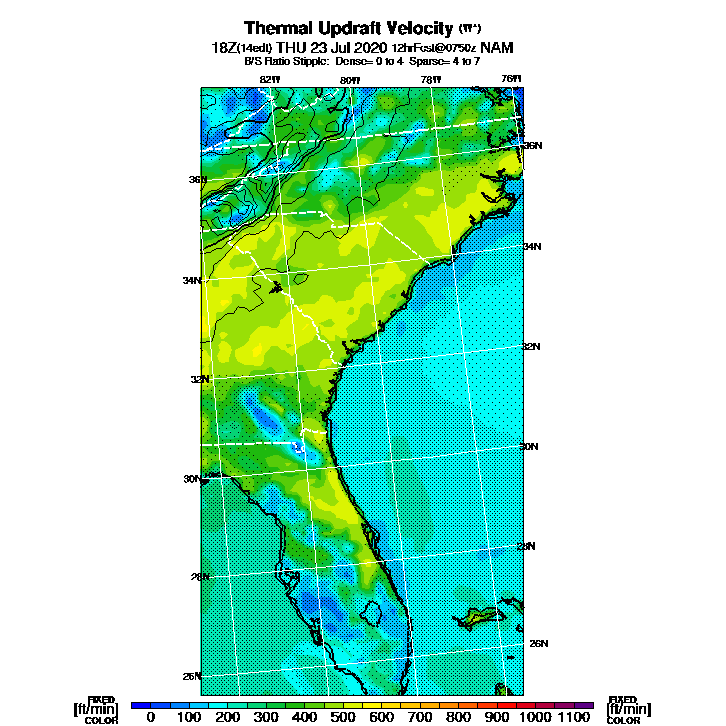 Thermal Updraft Velocity (W*)
18Z(14edt) THU 23 Jul 2020 12hrFcst@0750z NAM
B/S Ratio Stipple: Dense= 0 to 4 Sparse= 4 to 7
82W 80W 78W 76W
36N
36N
34N
34N
32N
32N
30N
30N
28N
28N
26N
26N
FIXED FIXED
[ft/min] 0 100 200 300 400 500 600 700 800 900 1000 1100 [ft/min]
COLOR COLOR